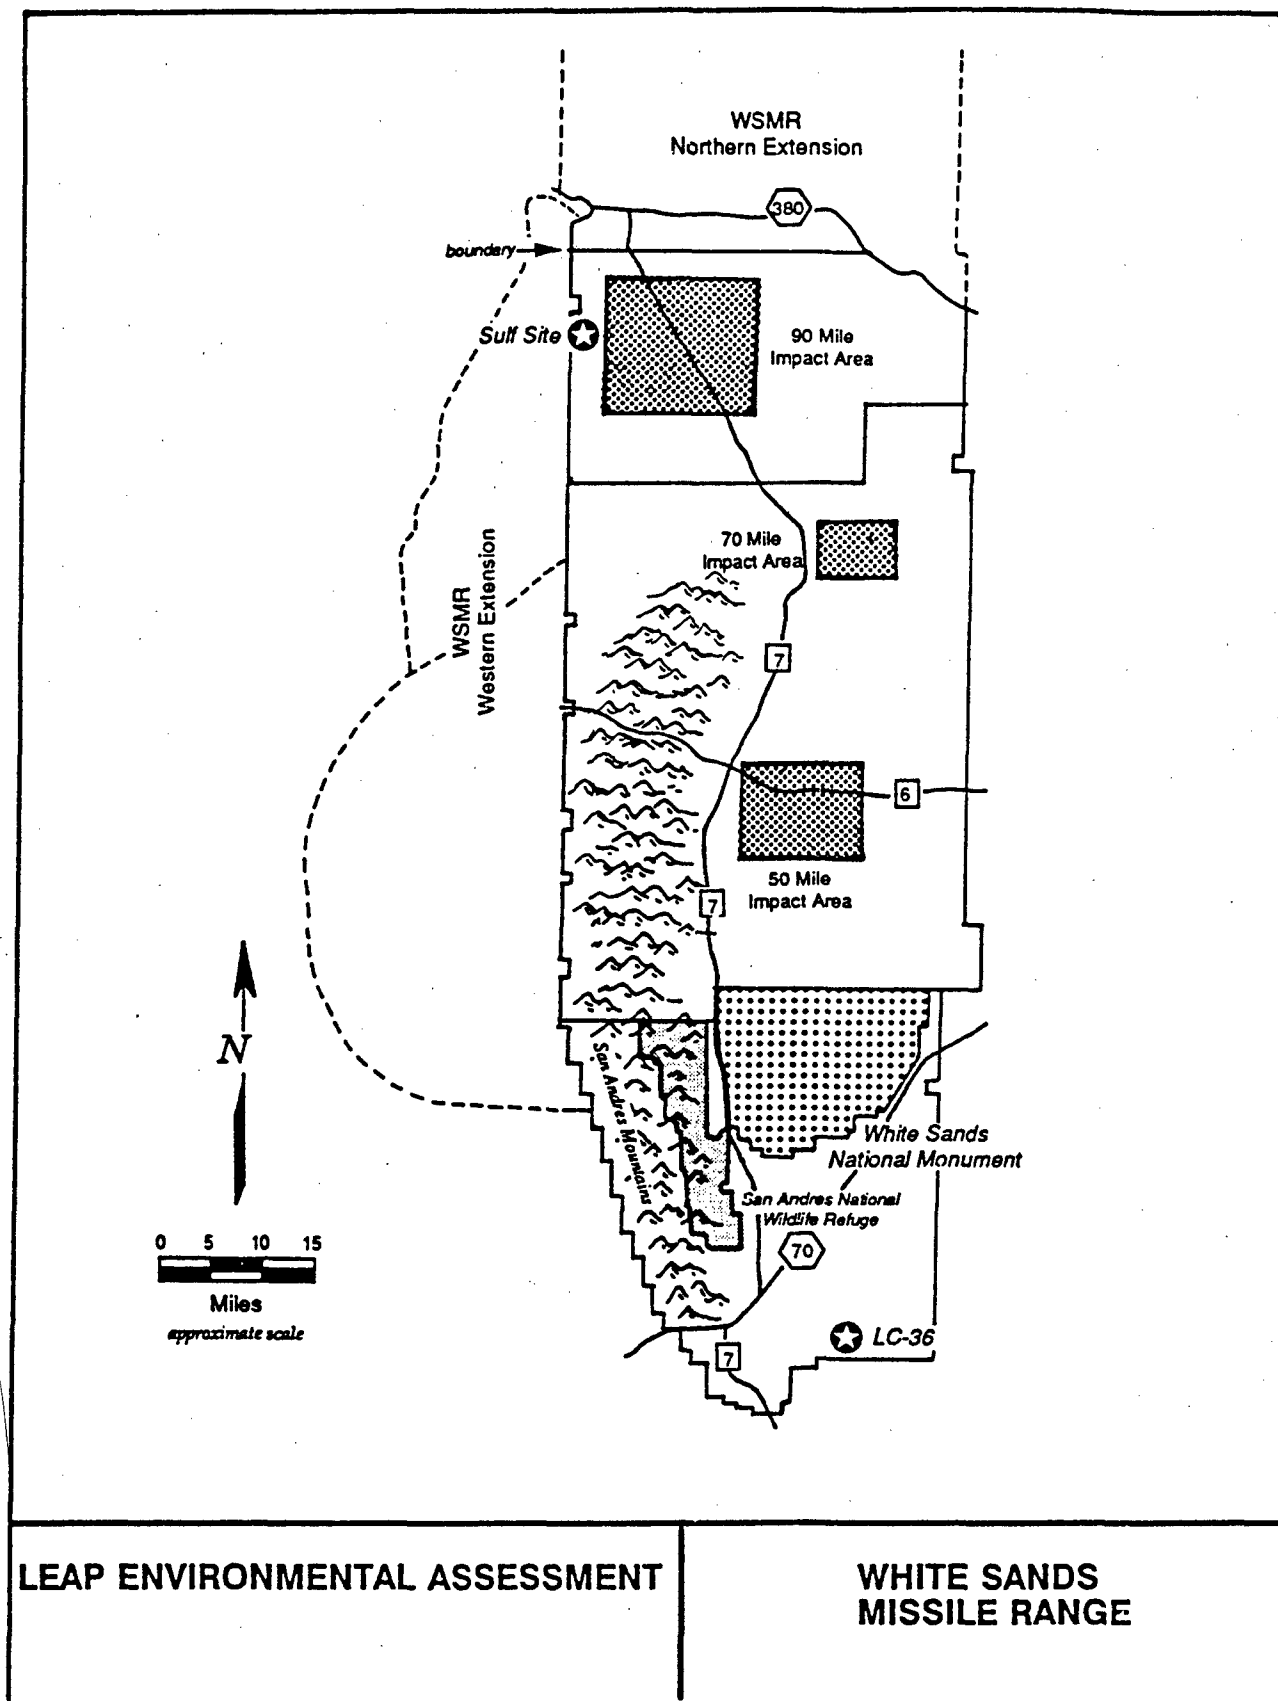 WSMR
Northern Extension
380
boundary
Sulf Site
90 Mile
Impact Area
70 Mile
Impact Area
WSMR
Western Extension
7
6
50 Mile
Impact Area
7
N
San Andres Mountains
White Sands
National Monument
San Andres National
Wildlife Refuge
70
0 5 10 15
Miles
approximate scale
LC-36
7
LEAP ENVIRONMENTAL ASSESSMENT
WHITE SANDS
MISSILE RANGE